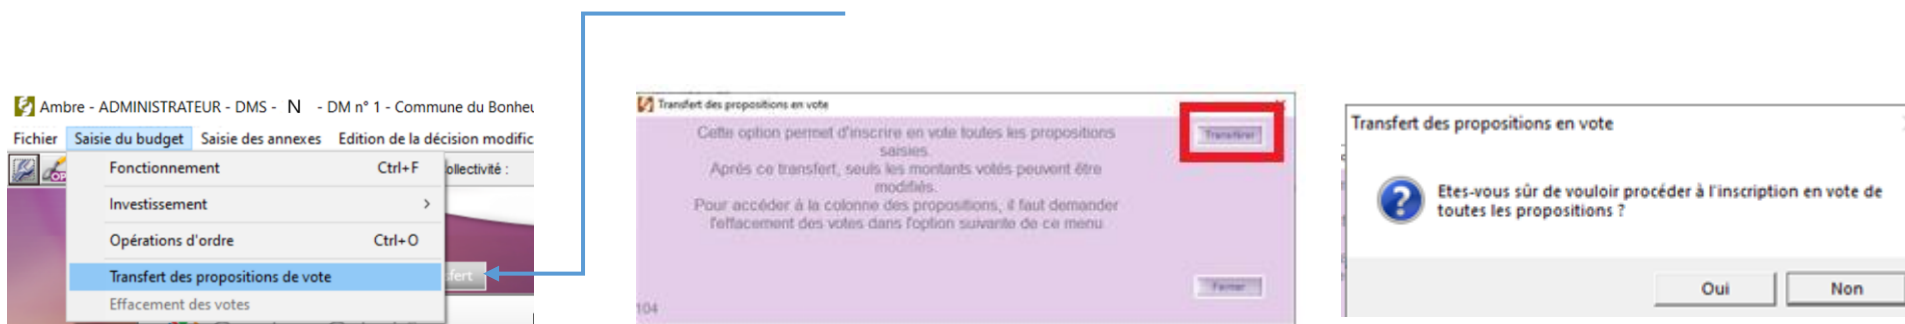 Ambre - ADMINISTRATEUR - DMS - N - DM n° 1 - Commune du Bonheu
Fichier Saisie du budget Saisie des annexes Edition de la décision modific
Fonctionnement Ctrl+F
ollectivité :
Investissement >
Opérations d'ordre Ctrl+O
Transfert des propositions de vote
fert
Effacement des votes
Transfert des propositions en vote
Cette option permet d'inscrire en vote toutes les propositions
saisies.
Transférer
Après ce transfert, seuls les montants votés peuvent être
modifiés.
Pour accéder à la colonne des propositions, il faut demander
l'effacement des votes dans l'option suivante de ce menu
Fermer
104
Transfert des propositions en vote
Etes-vous sûr de vouloir procéder à l'inscription en vote de
toutes les propositions ?
Oui Non